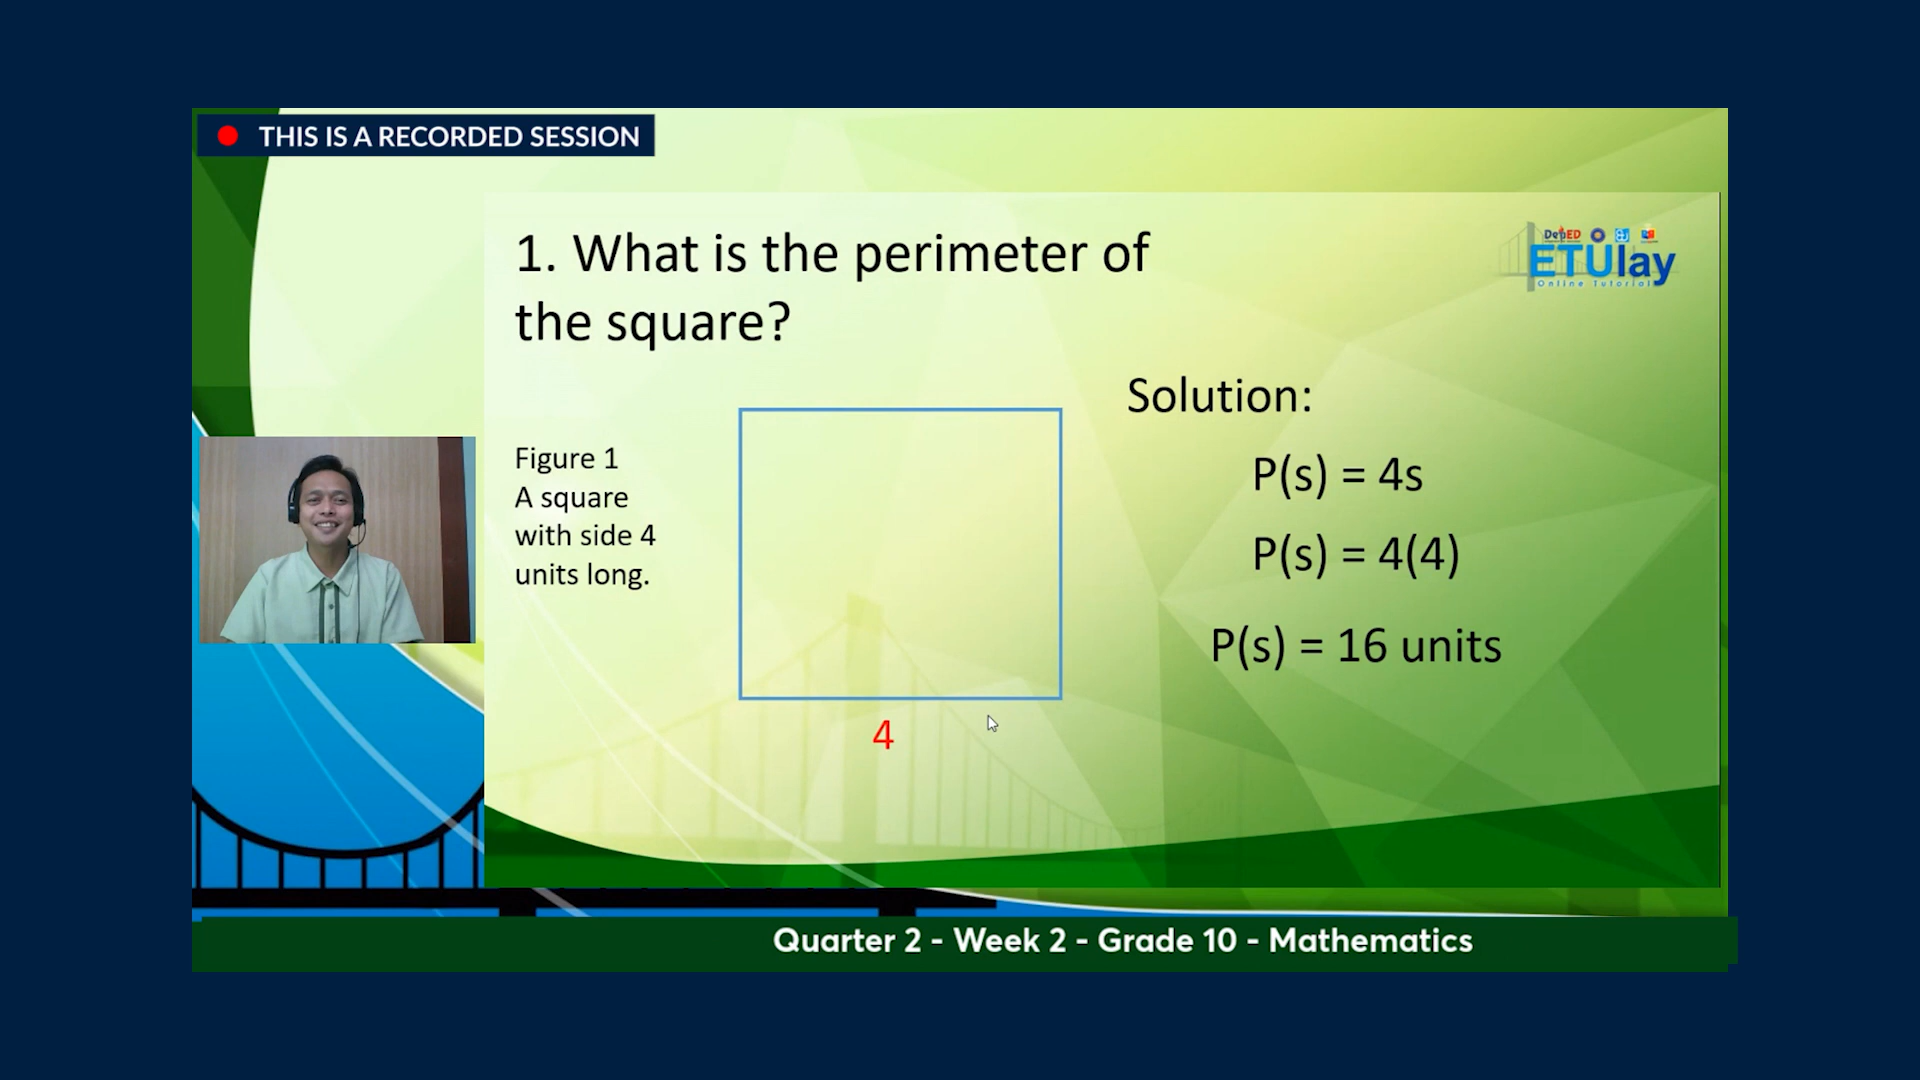 THIS IS A RECORDED SESSION
1. What is the perimeter of
the square?
DepED
ETUlay
Online Tutorial
Solution:
Figure 1
A square
with side 4
units long.
P(s) = 4s
P(s) = 4(4)
P(s) = 16 units
4
Quarter 2 - Week 2 - Grade 10 - Mathematics